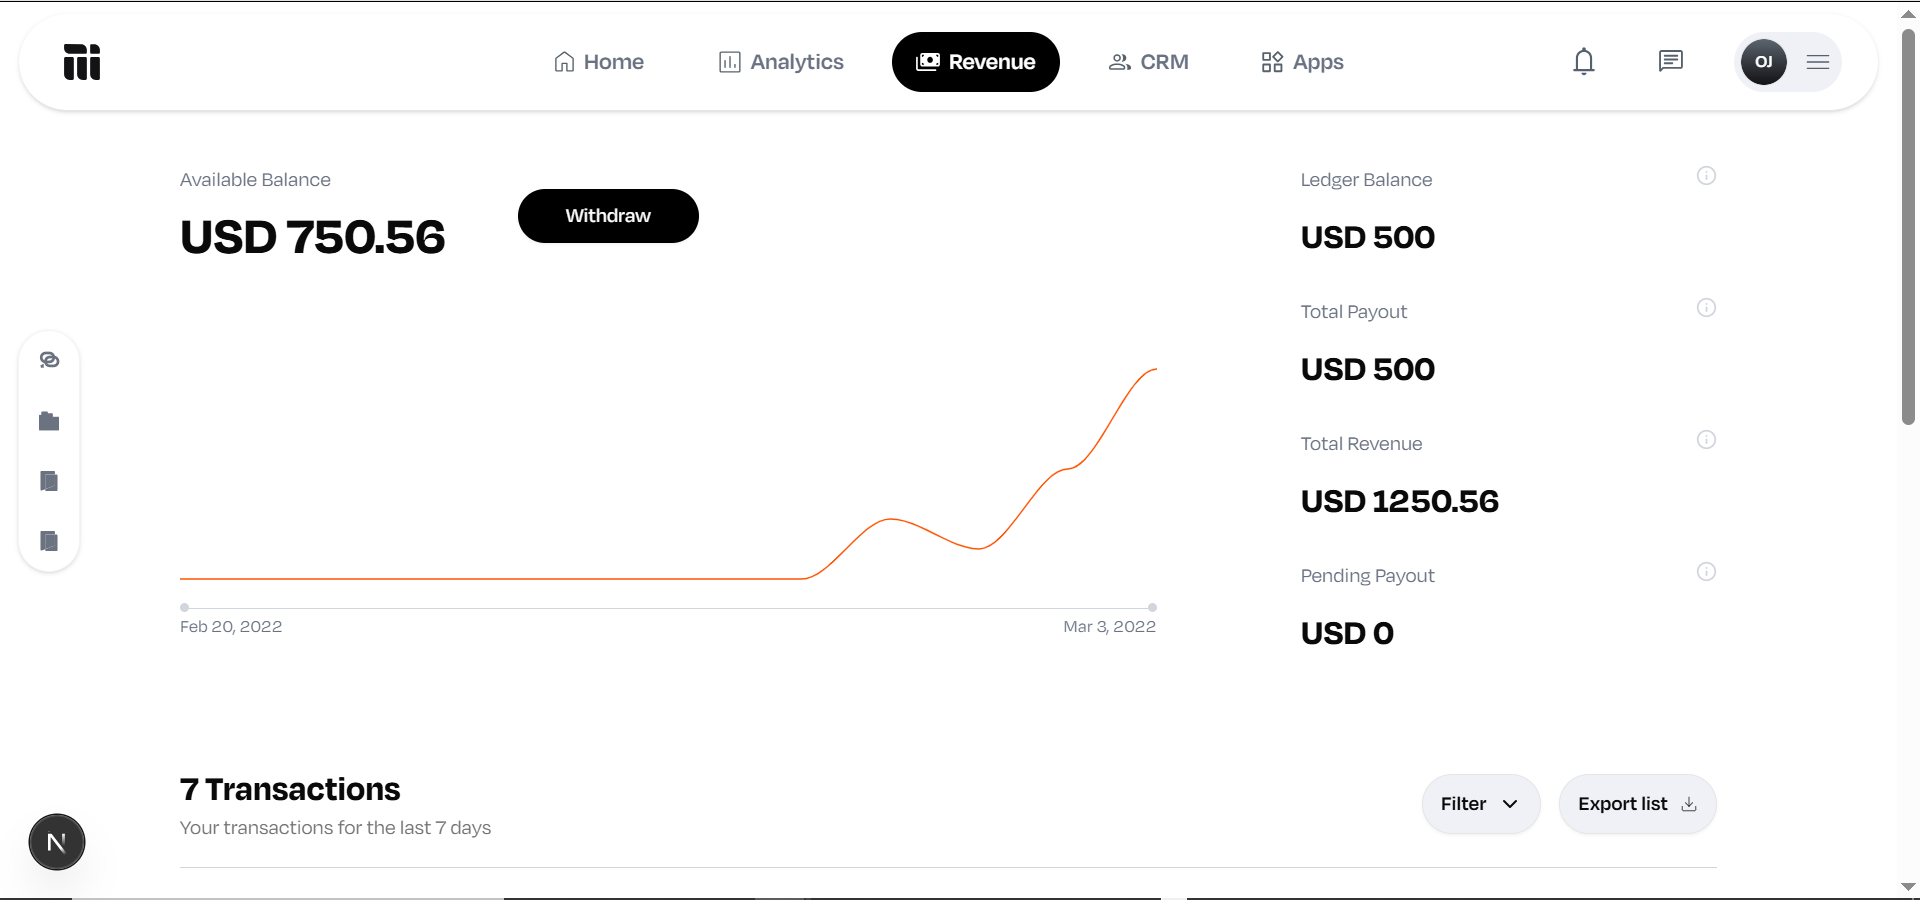 Home
Analytics
Revenue
CRM
Apps
OJ
Available Balance
USD 750.56
Withdraw
Feb 20, 2022
Mar 3, 2022
Ledger Balance
USD 500
Total Payout
USD 500
Total Revenue
USD 1250.56
Pending Payout
USD 0
7 Transactions
Your transactions for the last 7 days
Filter
Export list
N